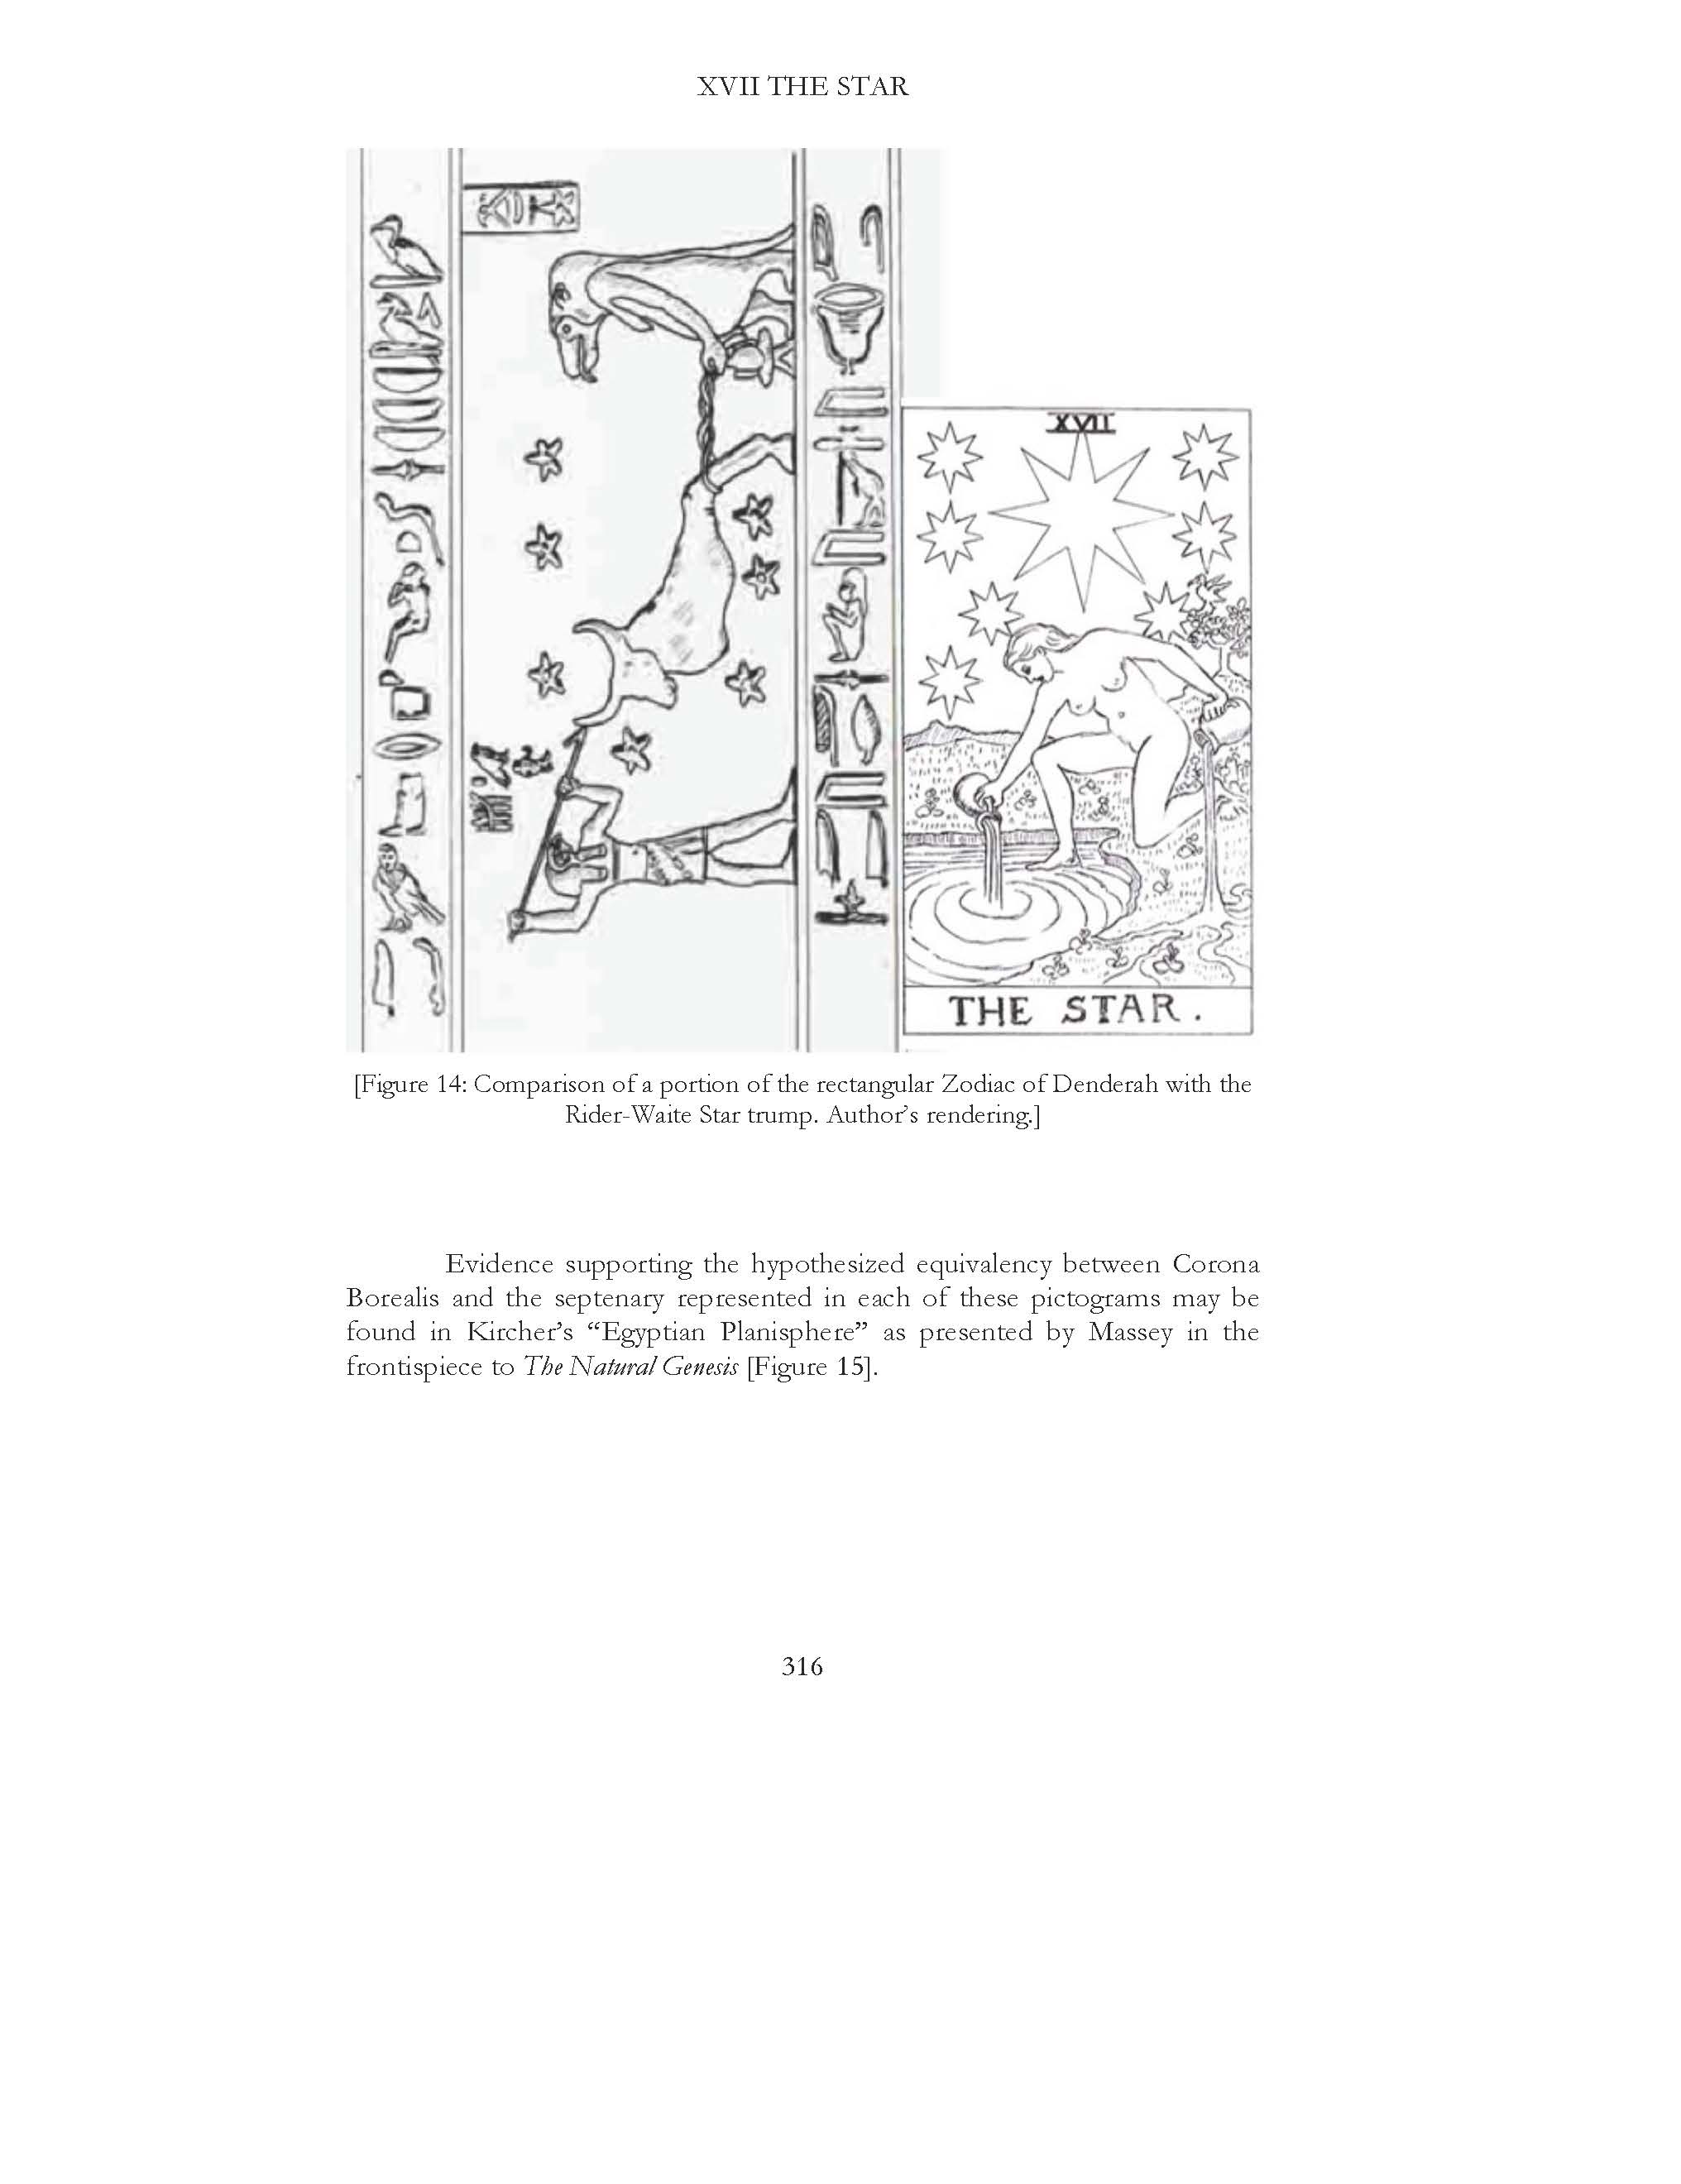 XVII THE STAR
XVII
THE STAR.
[Figure 14: Comparison of a portion of the rectangular Zodiac of Denderah with the
Rider-Waite Star trump. Author's rendering.]
Evidence supporting the hypothesized equivalency between Corona
Borealis and the septenary represented in each of these pictograms may be
found in Kircher's “Egyptian Planisphere” as presented by Massey in the
frontispiece to The Natural Genesis [Figure 15].
316